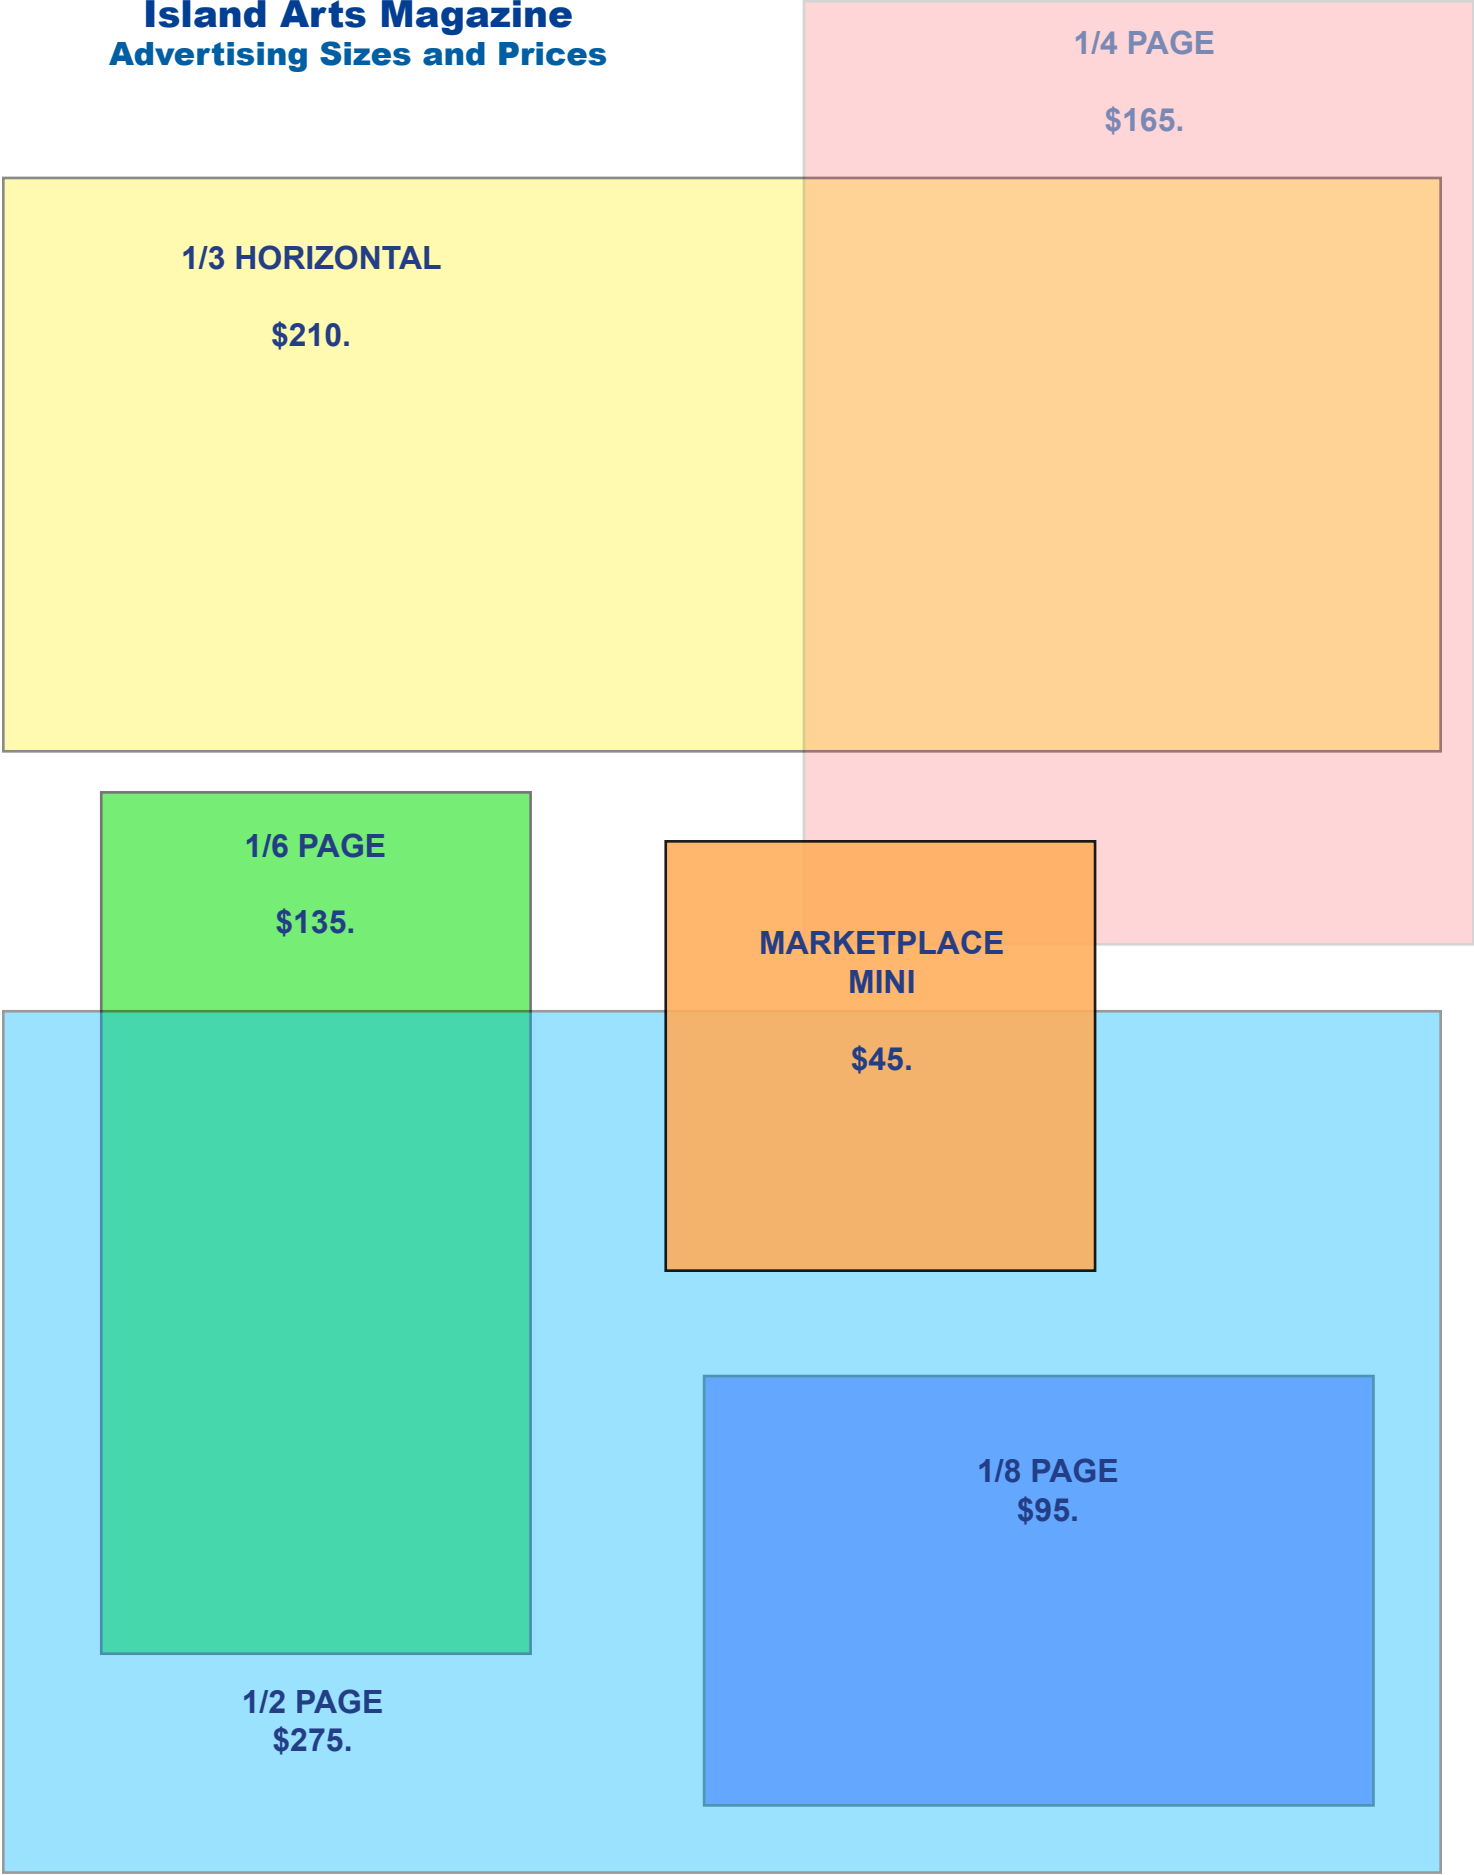 Island Arts Magazine
Advertising Sizes and Prices
1/4 PAGE
$165.
1/3 HORIZONTAL
$210.
1/6 PAGE
$135.
MARKETPLACE
MINI
$45.
1/8 PAGE
$95.
1/2 PAGE
$275.